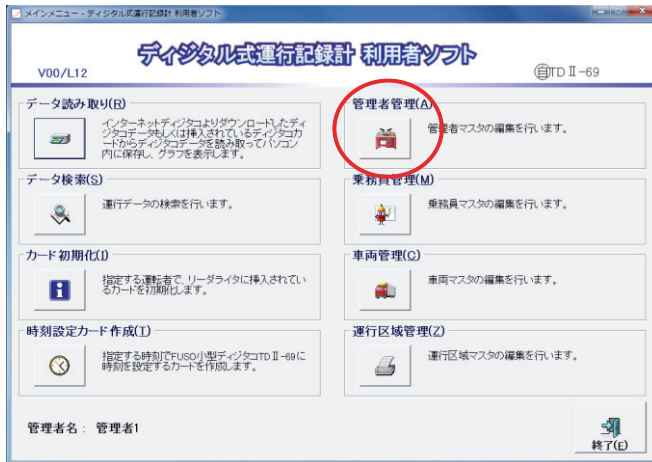 メインメニュー - ディジタル式運行記録計 利用者ソフト
ディジタル式運行記録計 利用者ソフト
V00/L12
自TDⅡ-69
データ読み取り(R)
インターネットディジタコよりダウンロードしたディ
ジタコデータもしくは挿入されているディジタコカ
ードからディジタコデータを読み取ってパソコン
内に保存し、グラフを表示します。
管理者管理(A)
管理者マスタの編集を行います。
データ検索(S)
運行データの検索を行います。
乗務員管理(M)
乗務員マスタの編集を行います。
カード初期化(I)
指定する運転者で、リーダライタに挿入されてい
るカードを初期化します。
車両管理(C)
車両マスタの編集を行います。
時刻設定カード作成(T)
指定する時刻でFUSO小型ディジタコTDⅡ-69に
時刻を設定するカードを作成します。
運行区域管理(Z)
運行区域マスタの編集を行います。
管理者名: 管理者1
終了(E)